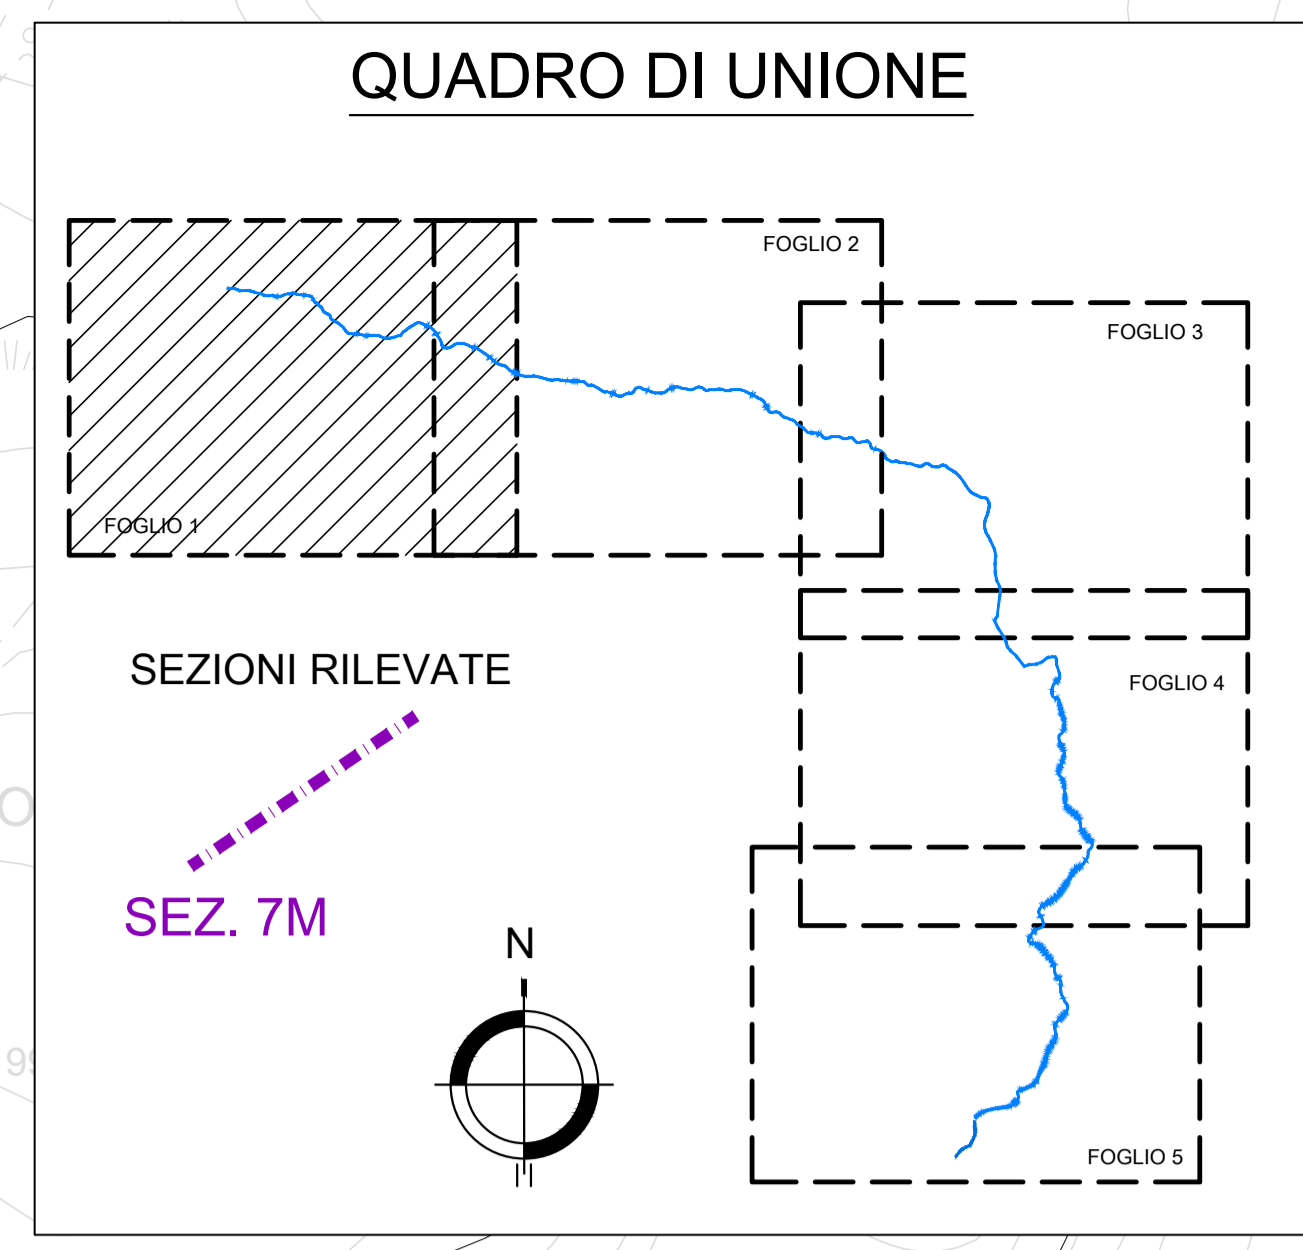 QUADRO DI UNIONE
FOGLIO 2
FOGLIO 3
FOGLIO 1
SEZIONI RILEVATE
FOGLIO 4
SEZ. 7M
N
FOGLIO 5